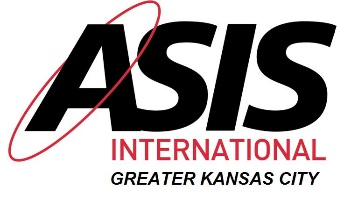 ASIS
INTERNATIONAL
GREATER KANSAS CITY